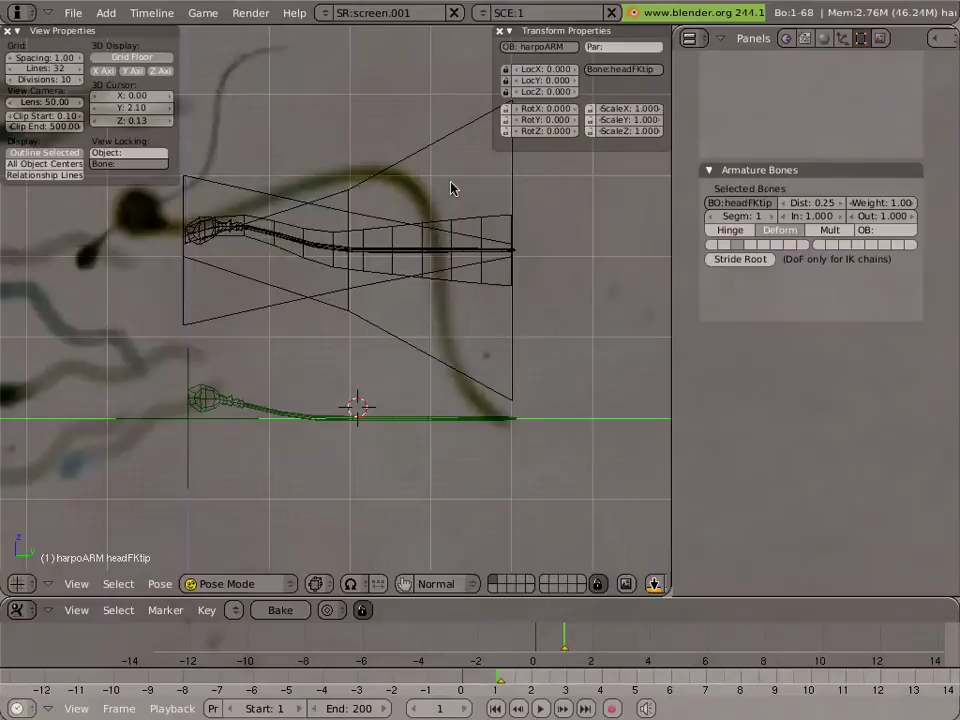 File Add Timeline Game Render Help SR:screen.001 SCE:1 www.blender.org 244.1 Bo:1-68 | Mem:2.76M (46.24M)
View Properties
Grid:
Spacing: 1.00
Lines: 32
Divisions: 10
View Camera:
Lens: 50.00
Clip Start: 0.10
Clip End: 500.00
Display:
Outline Selected
All Object Centers
Relationship Lines
3D Display:
Grid Floor
X Axi Y Axi Z Axi
3D Cursor:
X: 0.00
Y: 2.10
Z: 0.13
View Locking:
Object:
Bone:
Transform Properties
OB: harpoARM Par:
LocX: 0.000 Bone:headFKtip
LocY: 0.000
LocZ: 0.000
RotX: 0.000 ScaleX: 1.000
RotY: 0.000 ScaleY: 1.000
RotZ: 0.000 ScaleZ: 1.000
Panels
Armature Bones
Selected Bones
BO:headFKtip Dist: 0.25 Weight: 1.00
Segm: 1 In: 1.000 Out: 1.000
Hinge Deform Mult OB:
Stride Root (DoF only for IK chains)
z
y
(1) harpoARM headFKtip
View Select Pose Pose Mode Normal
View Select Marker Key Bake
-14 -12 -10 -8 -6 -4 -2 0 2 4 6 8 10 12 14
-12 -11 -10 -9 -8 -7 -6 -5 -4 -3 -2 -1 0 1 2 3 4 5 6 7 8 9 10 11 12 13 14
View Frame Playback Pr Start: 1 End: 200 1